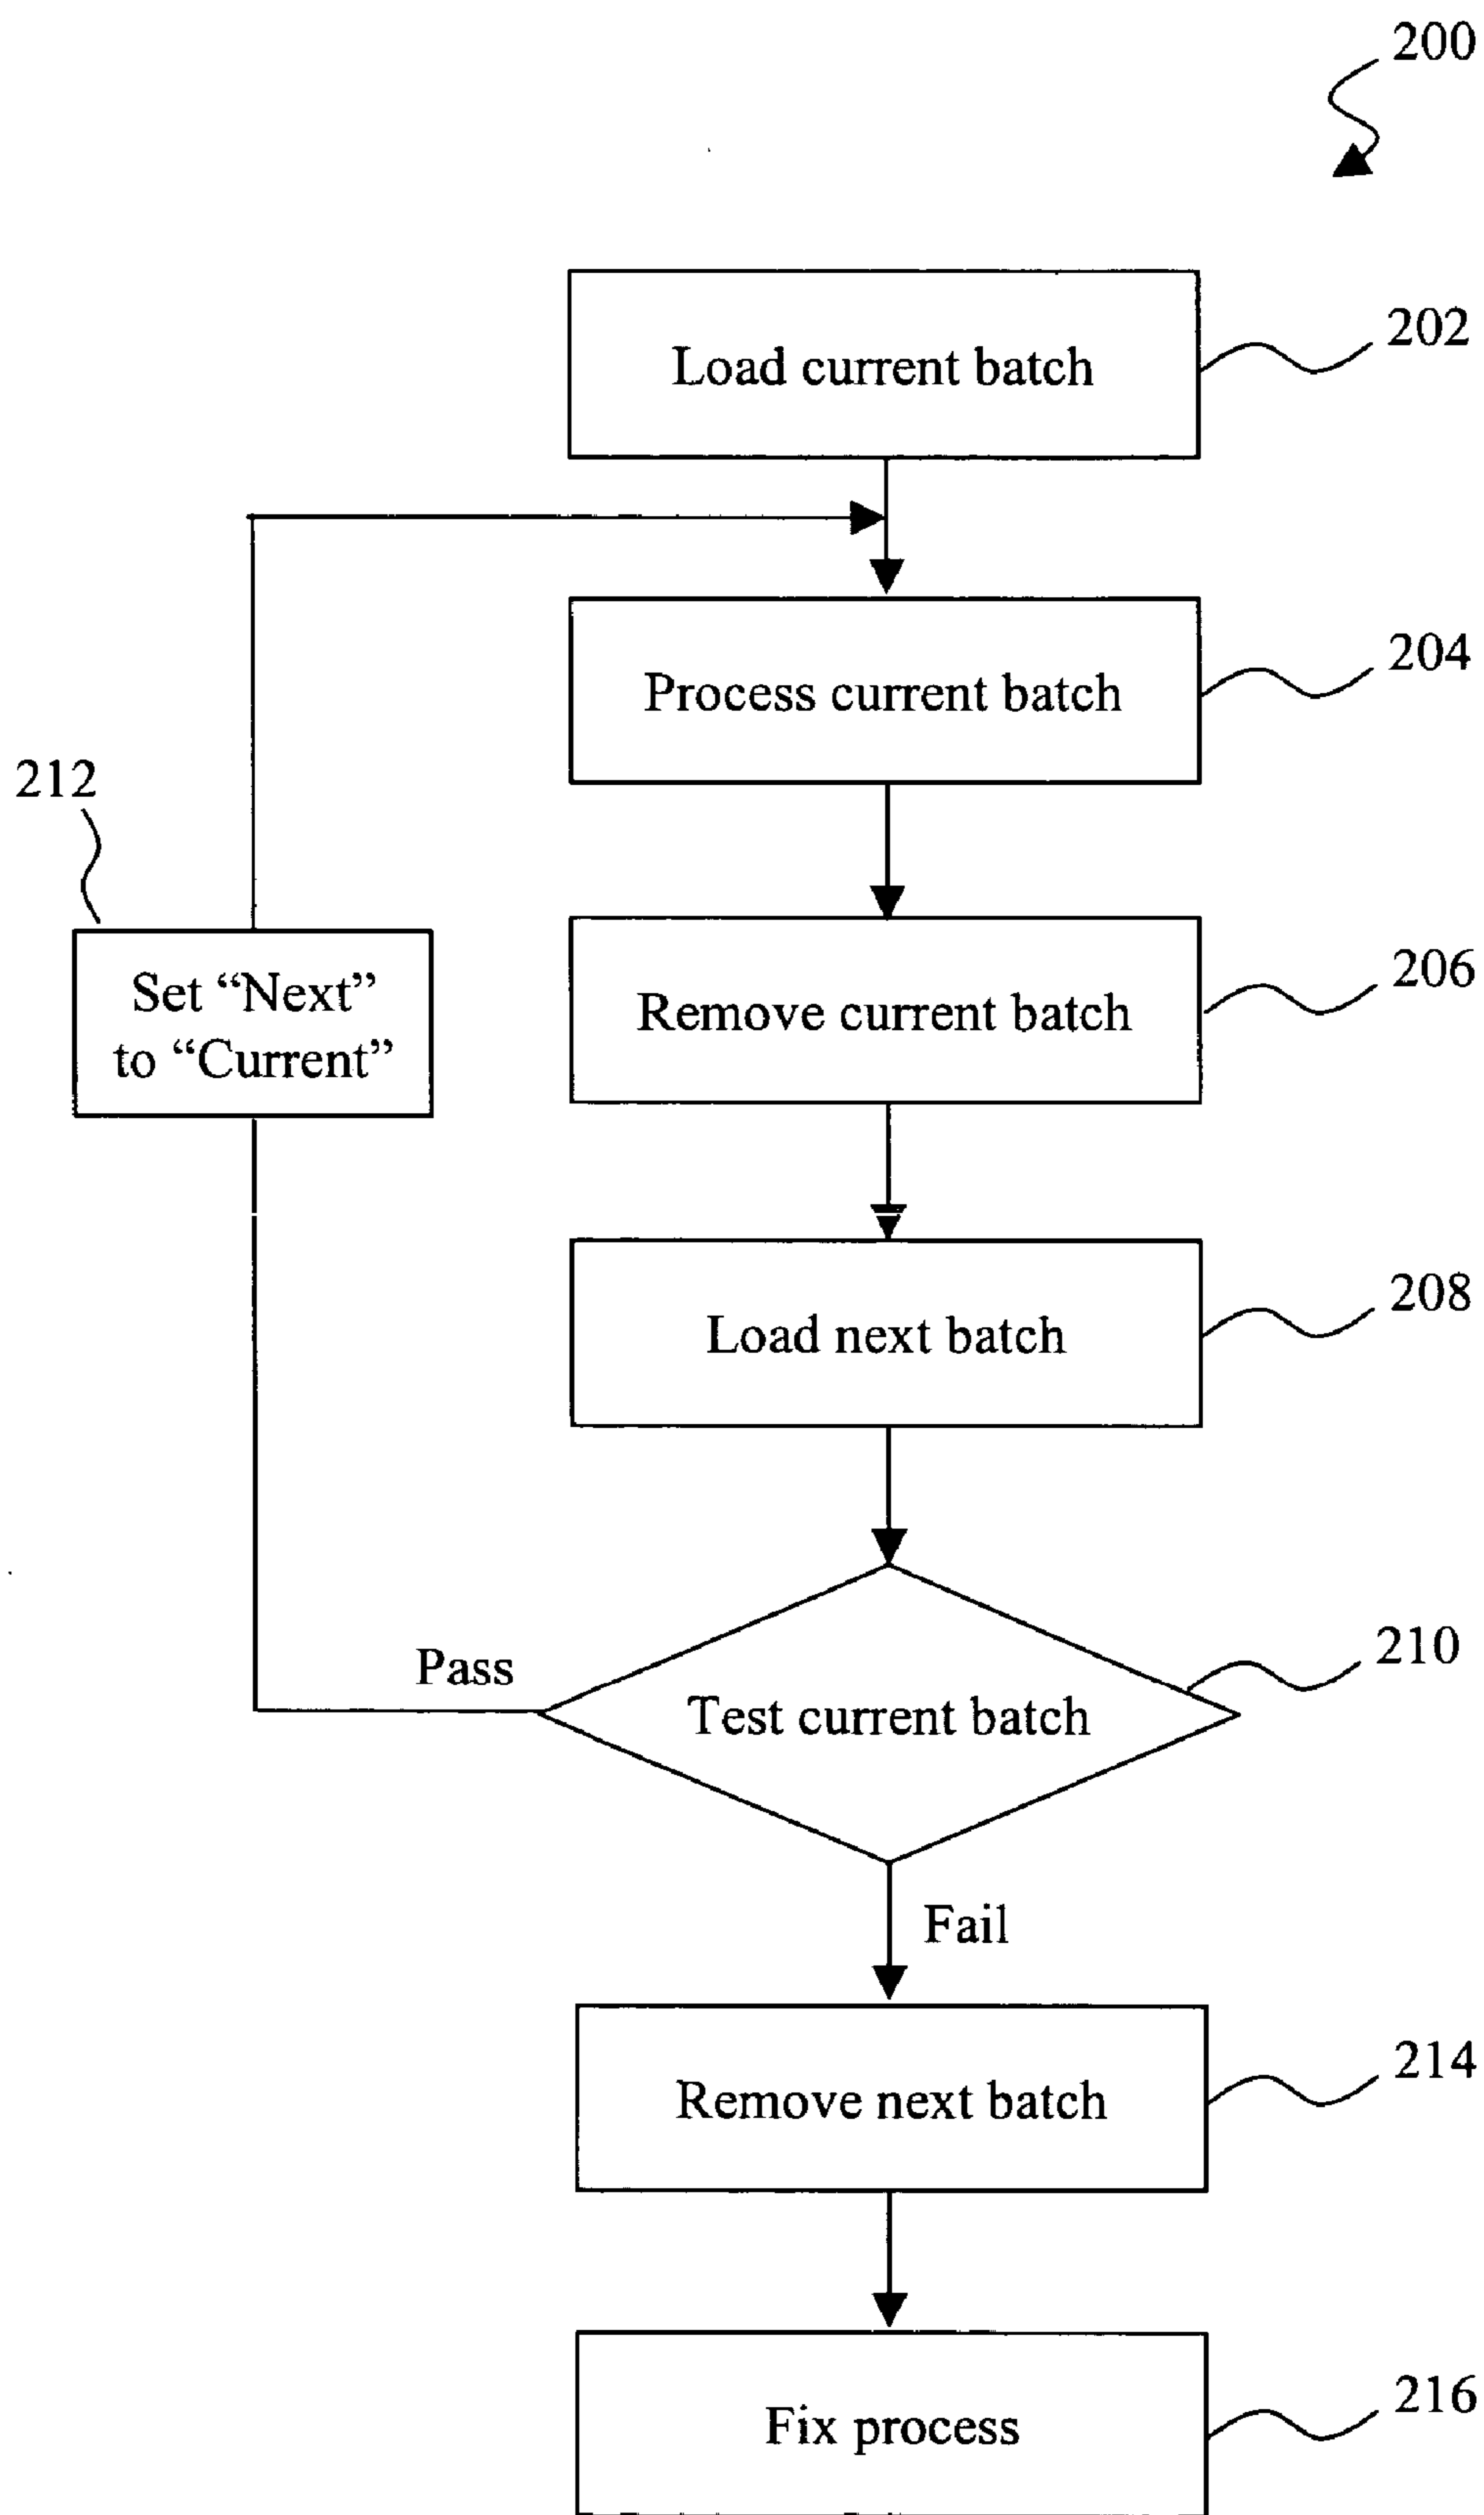 200
Load current batch
202
Process current batch
204
212
Set “Next”
to “Current”
Remove current batch
206
Load next batch
208
Pass
Test current batch
210
Fail
Remove next batch
214
Fix process
216